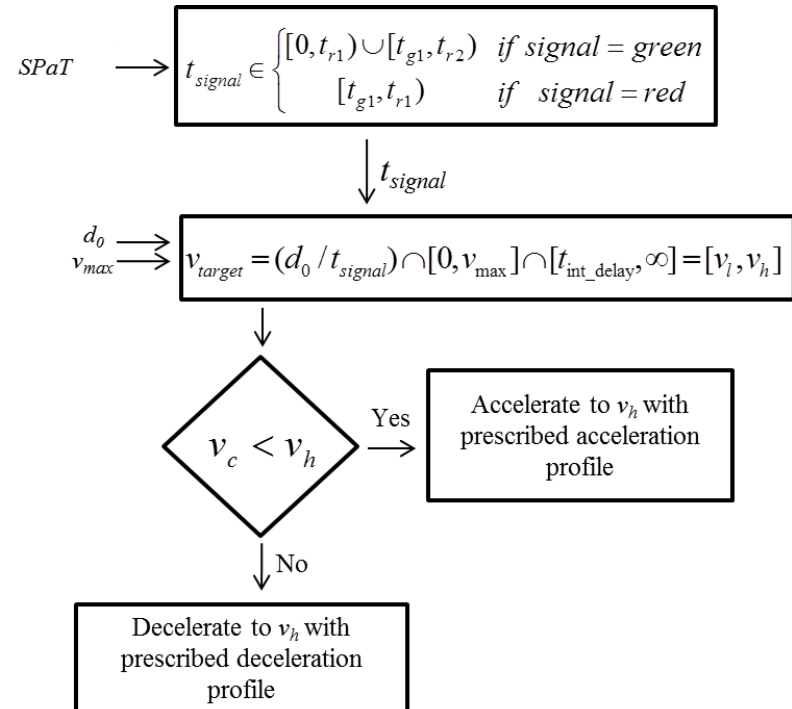 SPaT
t_signal ∈ { [0, t_r1) ∪ [t_g1, t_r2) if signal = green
[t_g1, t_r1) if signal = red
t_signal
d_0
v_max
v_target = (d_0 / t_signal) ∩ [0, v_max] ∩ [t_int_delay, ∞] = [v_l, v_h]
v_c < v_h
Yes
Accelerate to v_h with
prescribed acceleration
profile
No
Decelerate to v_h with
prescribed deceleration
profile